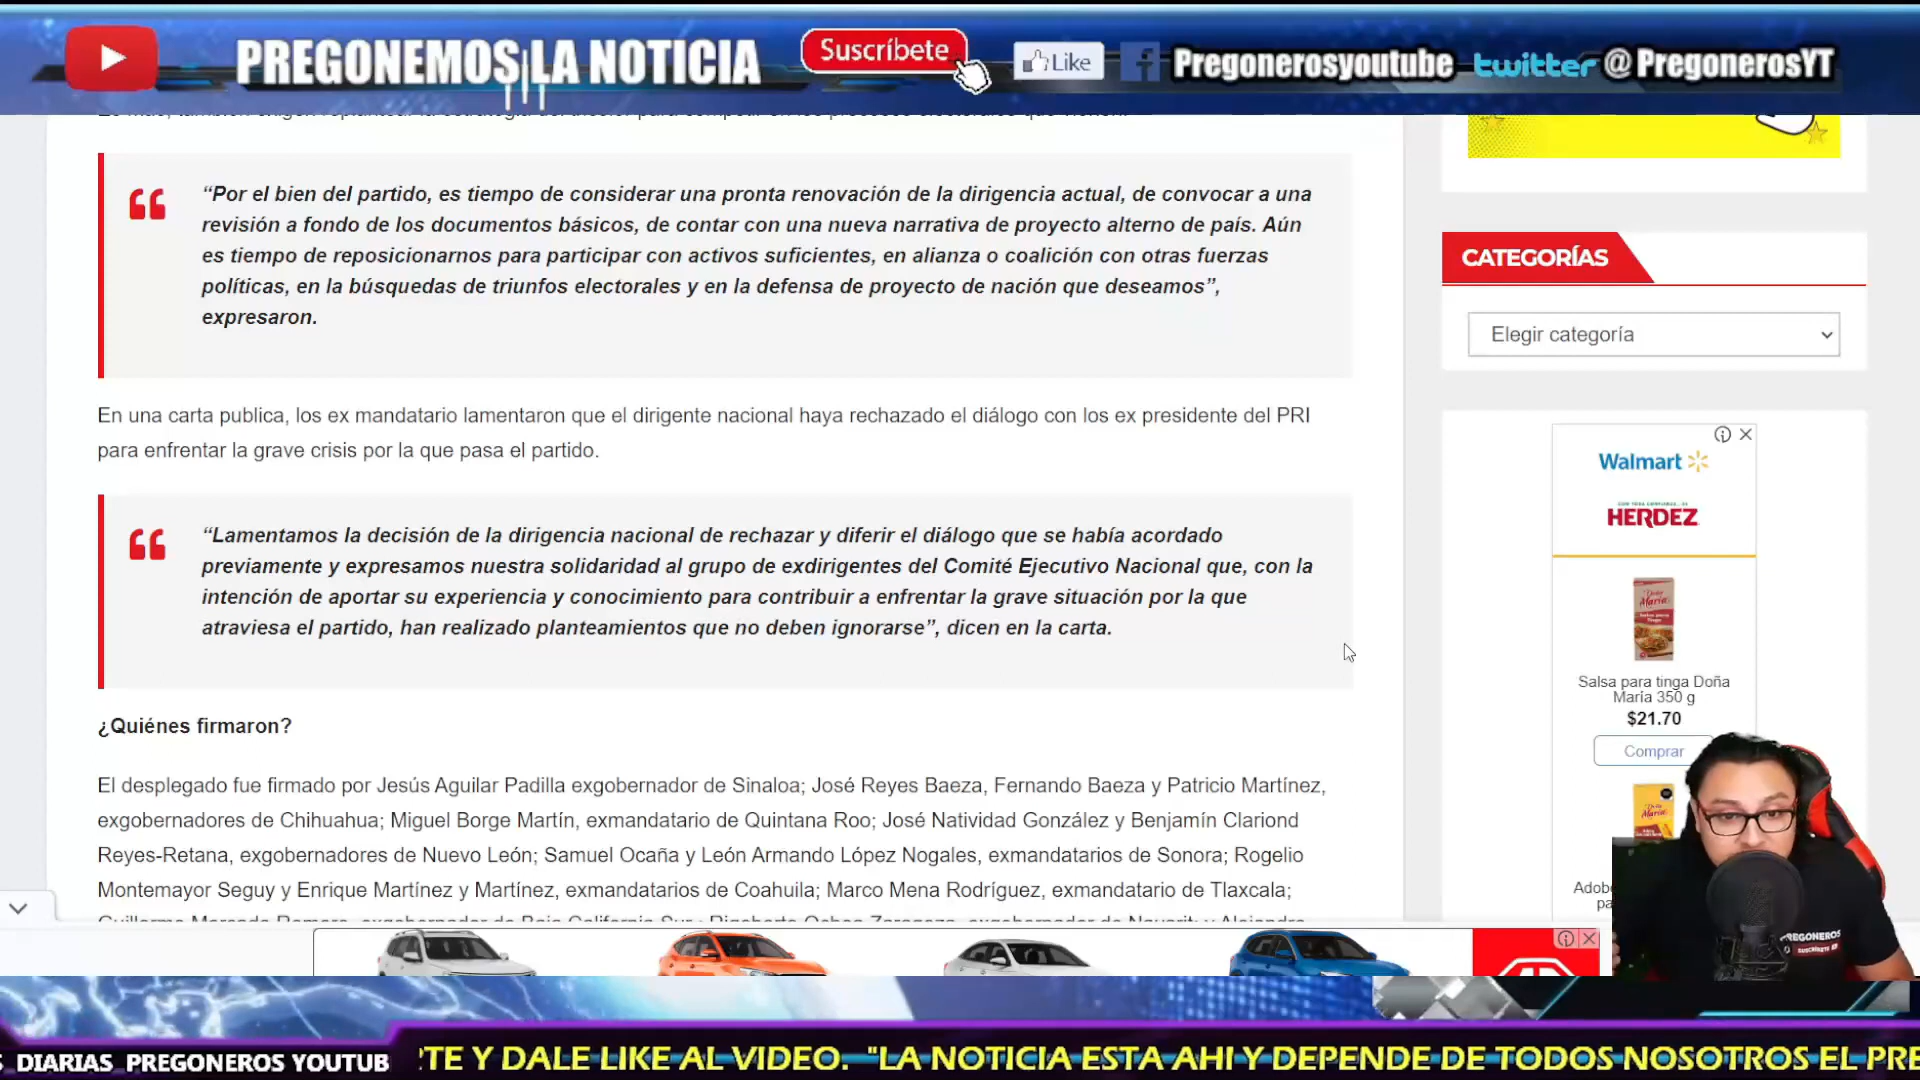 PREGONEMOS LA NOTICIA
Suscríbete
Like
Pregonerosyoutube
twitter @PregonerosYT
“Por el bien del partido, es tiempo de considerar una pronta renovación de la dirigencia actual, de convocar a una
revisión a fondo de los documentos básicos, de contar con una nueva narrativa de proyecto alterno de país. Aún
es tiempo de reposicionarnos para participar con activos suficientes, en alianza o coalición con otras fuerzas
políticas, en la búsquedas de triunfos electorales y en la defensa de proyecto de nación que deseamos”,
expresaron.
En una carta publica, los ex mandatario lamentaron que el dirigente nacional haya rechazado el diálogo con los ex presidente del PRI
para enfrentar la grave crisis por la que pasa el partido.
“Lamentamos la decisión de la dirigencia nacional de rechazar y diferir el diálogo que se había acordado
previamente y expresamos nuestra solidaridad al grupo de exdirigentes del Comité Ejecutivo Nacional que, con la
intención de aportar su experiencia y conocimiento para contribuir a enfrentar la grave situación por la que
atraviesa el partido, han realizado planteamientos que no deben ignorarse”, dicen en la carta.
¿Quiénes firmaron?
El desplegado fue firmado por Jesús Aguilar Padilla exgobernador de Sinaloa; José Reyes Baeza, Fernando Baeza y Patricio Martínez,
exgobernadores de Chihuahua; Miguel Borge Martín, exmandatario de Quintana Roo; José Natividad González y Benjamín Clariond
Reyes-Retana, exgobernadores de Nuevo León; Samuel Ocaña y León Armando López Nogales, exmandatarios de Sonora; Rogelio
Montemayor Seguy y Enrique Martínez y Martínez, exmandatarios de Coahuila; Marco Mena Rodríguez, exmandatario de Tlaxcala;
CATEGORÍAS
Elegir categoría
Walmart
HERDEZ
Salsa para tinga Doña
María 350 g
$21.70
Comprar
PREGONEROS
S DIARIAS PREGONEROS YOUTUB
RTE Y DALE LIKE AL VIDEO. "LA NOTICIA ESTA AHI Y DEPENDE DE TODOS NOSOTROS EL PRE